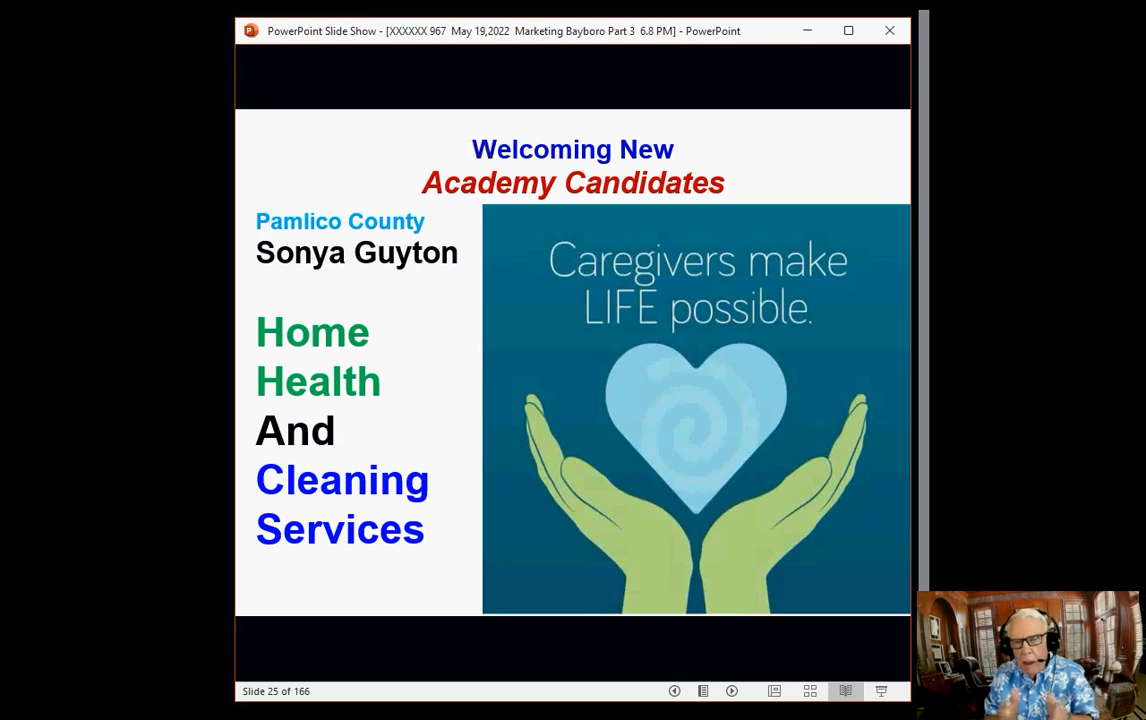 PowerPoint Slide Show - [XXXXXX 967  May 19,2022  Marketing Bayboro Part 3  6.8 PM] - PowerPoint
Welcoming New
Academy Candidates
Pamlico County
Sonya Guyton
Home
Health
And
Cleaning
Services
Caregivers make
LIFE possible.
Slide 25 of 166